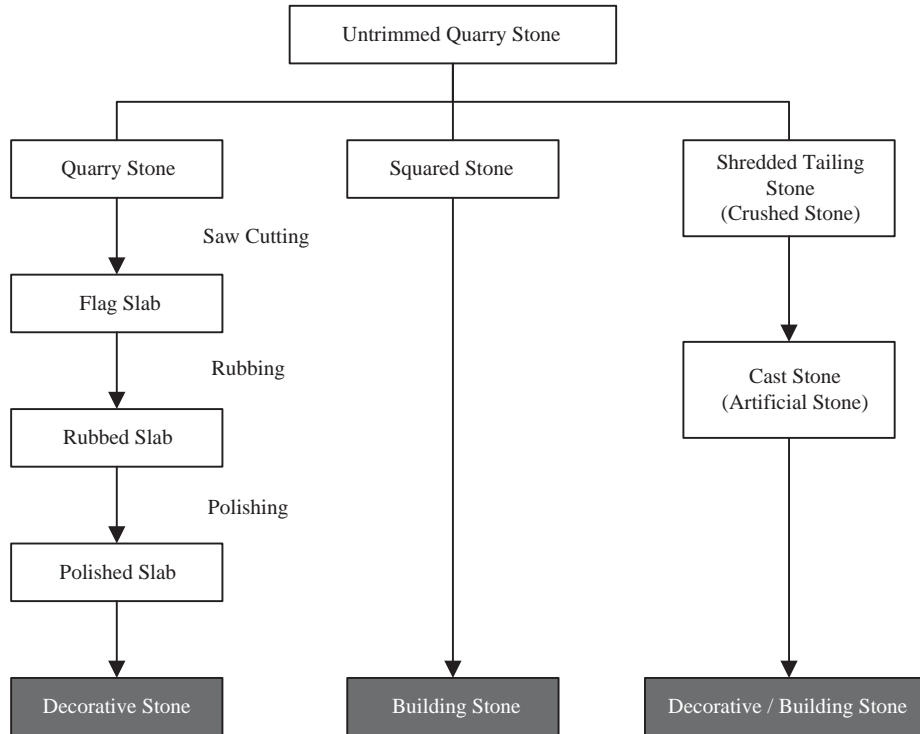 Untrimmed Quarry Stone
Quarry Stone
Squared Stone
Shredded Tailing
Stone
(Crushed Stone)
Saw Cutting
Flag Slab
Rubbing
Cast Stone
(Artificial Stone)
Rubbed Slab
Polishing
Polished Slab
Decorative Stone
Building Stone
Decorative / Building Stone